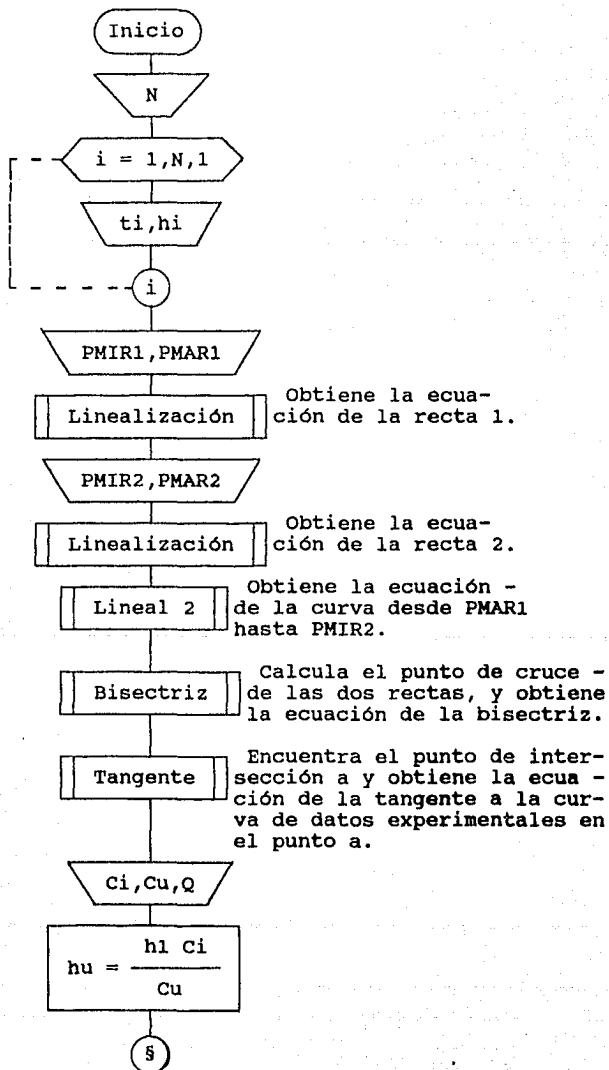 Inicio
N
i = 1,N,1
ti,hi
i
PMIR1,PMAR1
Linealización
Obtiene la ecua-
ción de la recta 1.
PMIR2,PMAR2
Linealización
Obtiene la ecua-
ción de la recta 2.
Lineal 2
Obtiene la ecuación -
de la curva desde PMAR1
hasta PMIR2.
Bisectriz
Calcula el punto de cruce -
de las dos rectas, y obtiene
la ecuación de la bisectriz.
Tangente
Encuentra el punto de inter-
sección a y obtiene la ecua -
ción de la tangente a la cur-
va de datos experimentales en
el punto a.
Ci,Cu,Q
h1 Ci
hu =
Cu
§